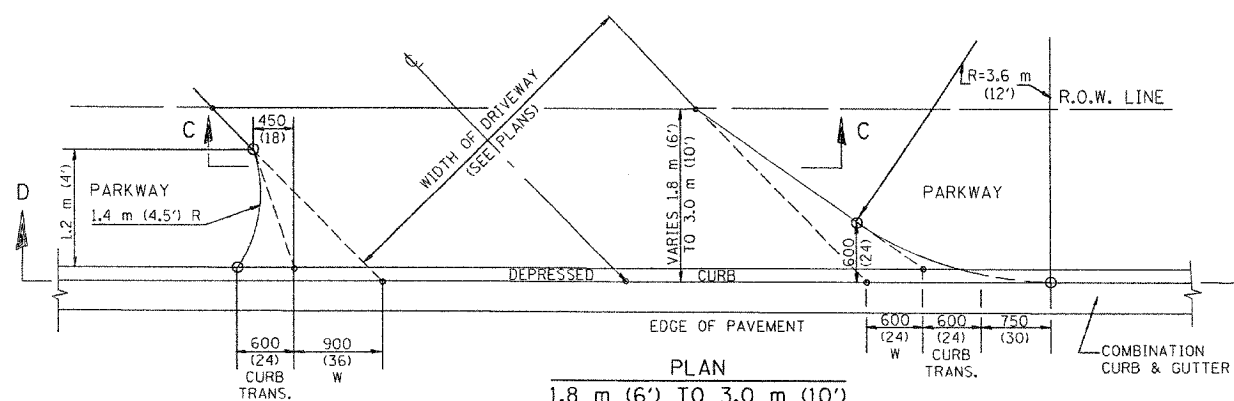 R=3.6 m
(12')
R.O.W. LINE
℄
WIDTH OF DRIVEWAY
(SEE PLANS)
450
(18)
C
C
D
1.2 m (4')
PARKWAY
1.4 m (4.5') R
VARIES 1.8 m (6')
TO 3.0 m (10')
PARKWAY
600
(24)
DEPRESSED CURB
EDGE OF PAVEMENT
600
(24)
CURB
TRANS.
900
(36)
W
600
(24)
W
600
(24)
CURB
TRANS.
750
(30)
COMBINATION
CURB & GUTTER
PLAN
1.8 m (6') TO 3.0 m (10')